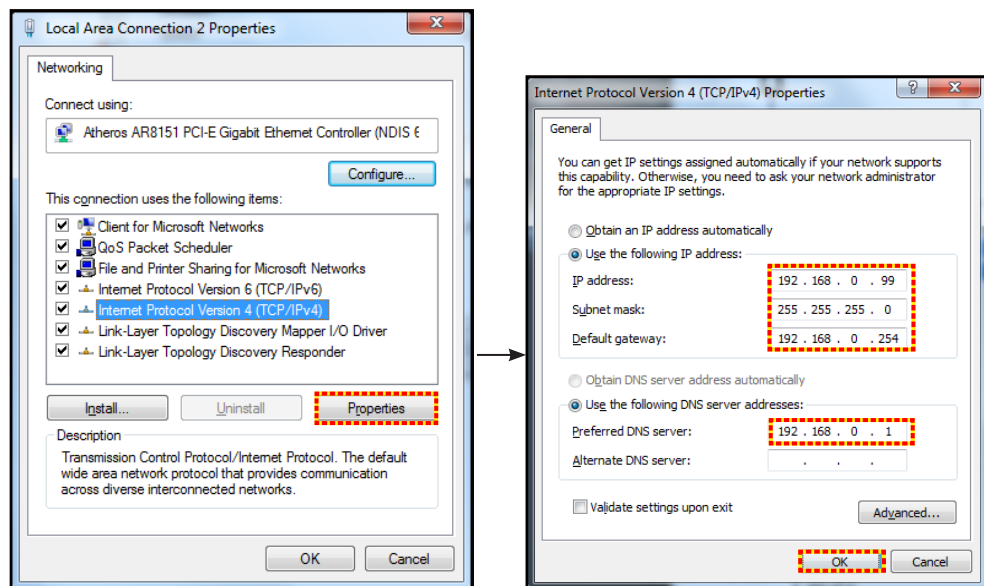 Local Area Connection 2 Properties
Networking
Connect using:
Atheros AR8151 PCI-E Gigabit Ethernet Controller (NDIS 6
Configure...
This connection uses the following items:
Client for Microsoft Networks
QoS Packet Scheduler
File and Printer Sharing for Microsoft Networks
Internet Protocol Version 6 (TCP/IPv6)
Internet Protocol Version 4 (TCP/IPv4)
Link-Layer Topology Discovery Mapper I/O Driver
Link-Layer Topology Discovery Responder
Install... Uninstall Properties
Description
Transmission Control Protocol/Internet Protocol. The default
wide area network protocol that provides communication
across diverse interconnected networks.
OK Cancel
Internet Protocol Version 4 (TCP/IPv4) Properties
General
You can get IP settings assigned automatically if your network supports
this capability. Otherwise, you need to ask your network administrator
for the appropriate IP settings.
Obtain an IP address automatically
Use the following IP address:
IP address: 192 . 168 . 0 . 99
Subnet mask: 255 . 255 . 255 . 0
Default gateway: 192 . 168 . 0 . 254
Obtain DNS server address automatically
Use the following DNS server addresses:
Preferred DNS server: 192 . 168 . 0 . 1
Alternate DNS server: . . .
Validate settings upon exit
Advanced...
OK Cancel